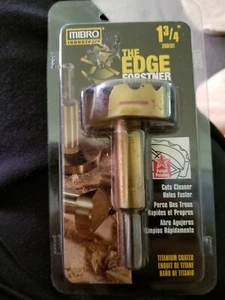 MIBRO
1 3/4"
THE
EDGE
FORSTNER
Cuts Cleaner
Holes Faster
Perce Des Trous
Rapides et Propres
Abre Agujeros
Limpios Rápidamente
TITANIUM COATED
ENDUIT DE TITANE
BAÑO DE TITANIO